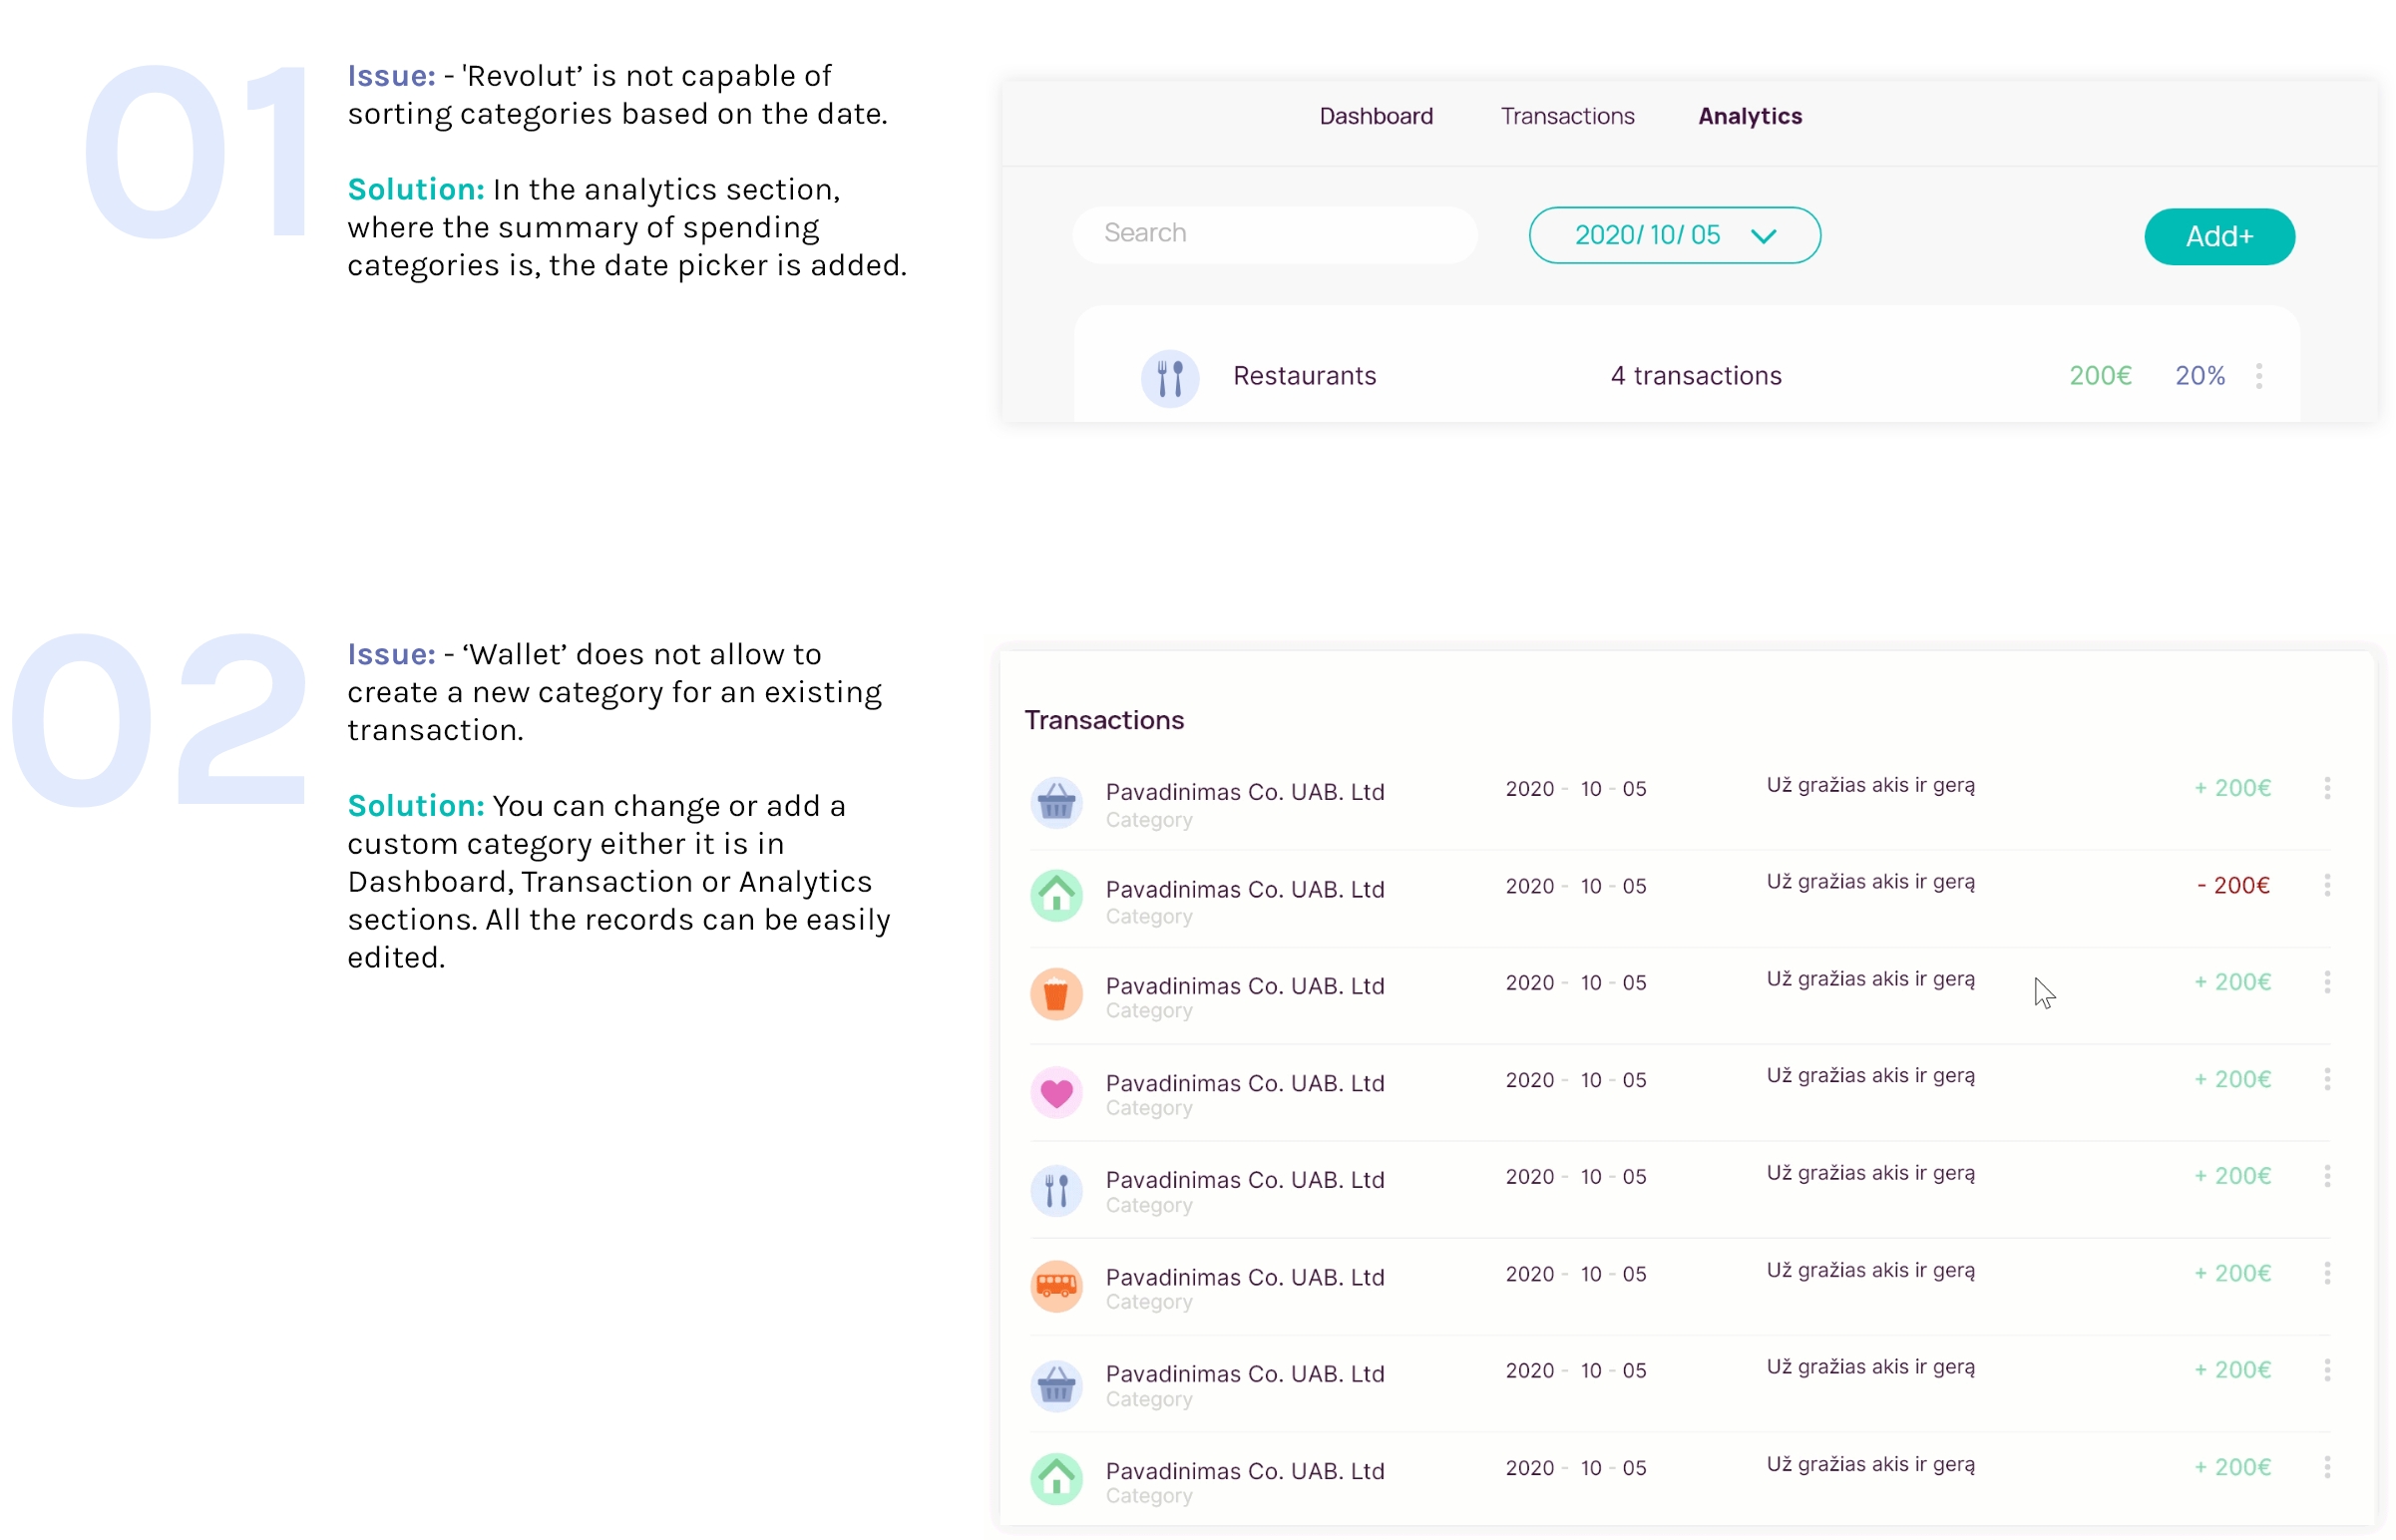 01
Issue: - 'Revolut’ is not capable of
sorting categories based on the date.
Solution: In the analytics section,
where the summary of spending
categories is, the date picker is added.
Dashboard Transactions Analytics
Search 2020/ 10/ 05 Add+
Restaurants 4 transactions 200€ 20%
02
Issue: - ‘Wallet’ does not allow to
create a new category for an existing
transaction.
Solution: You can change or add a
custom category either it is in
Dashboard, Transaction or Analytics
sections. All the records can be easily
edited.
Transactions
Pavadinimas Co. UAB. Ltd 2020 - 10 - 05 Už gražias akis ir gerą + 200€
Category
Pavadinimas Co. UAB. Ltd 2020 - 10 - 05 Už gražias akis ir gerą - 200€
Category
Pavadinimas Co. UAB. Ltd 2020 - 10 - 05 Už gražias akis ir gerą + 200€
Category
Pavadinimas Co. UAB. Ltd 2020 - 10 - 05 Už gražias akis ir gerą + 200€
Category
Pavadinimas Co. UAB. Ltd 2020 - 10 - 05 Už gražias akis ir gerą + 200€
Category
Pavadinimas Co. UAB. Ltd 2020 - 10 - 05 Už gražias akis ir gerą + 200€
Category
Pavadinimas Co. UAB. Ltd 2020 - 10 - 05 Už gražias akis ir gerą + 200€
Category
Pavadinimas Co. UAB. Ltd 2020 - 10 - 05 Už gražias akis ir gerą + 200€
Category